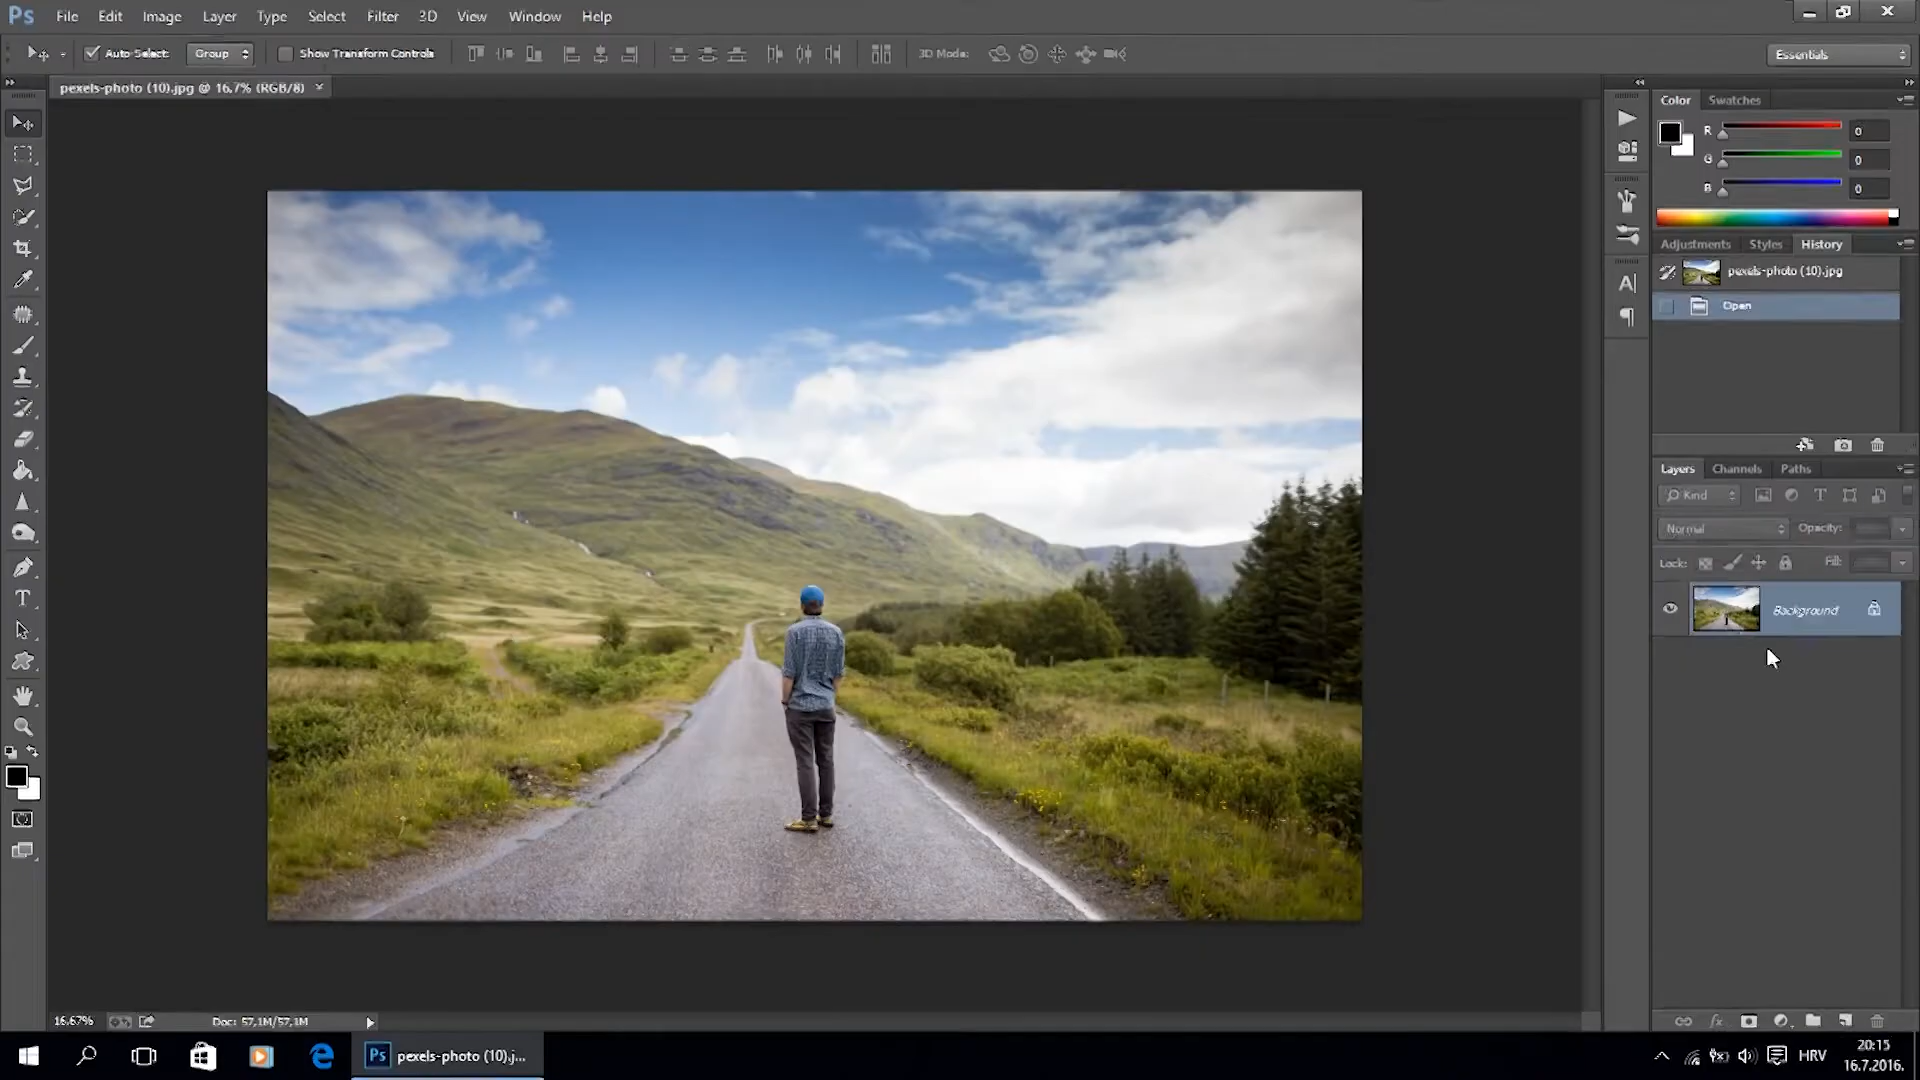 Ps File Edit Image Layer Type Select Filter 3D View Window Help
Auto-Select: Group Show Transform Controls 3D Mode: Essentials
pexels-photo (10).jpg @ 16.7% (RGB/8) ×
Color Swatches
R 0
G 0
B 0
Adjustments Styles History
pexels-photo (10).jpg
Open
Layers Channels Paths
Kind
Normal Opacity:
Lock: Fill:
Background
16.67% Doc: 57,1M/57,1M
Ps pexels-photo (10).j... HRV 20:15
16.7.2016.